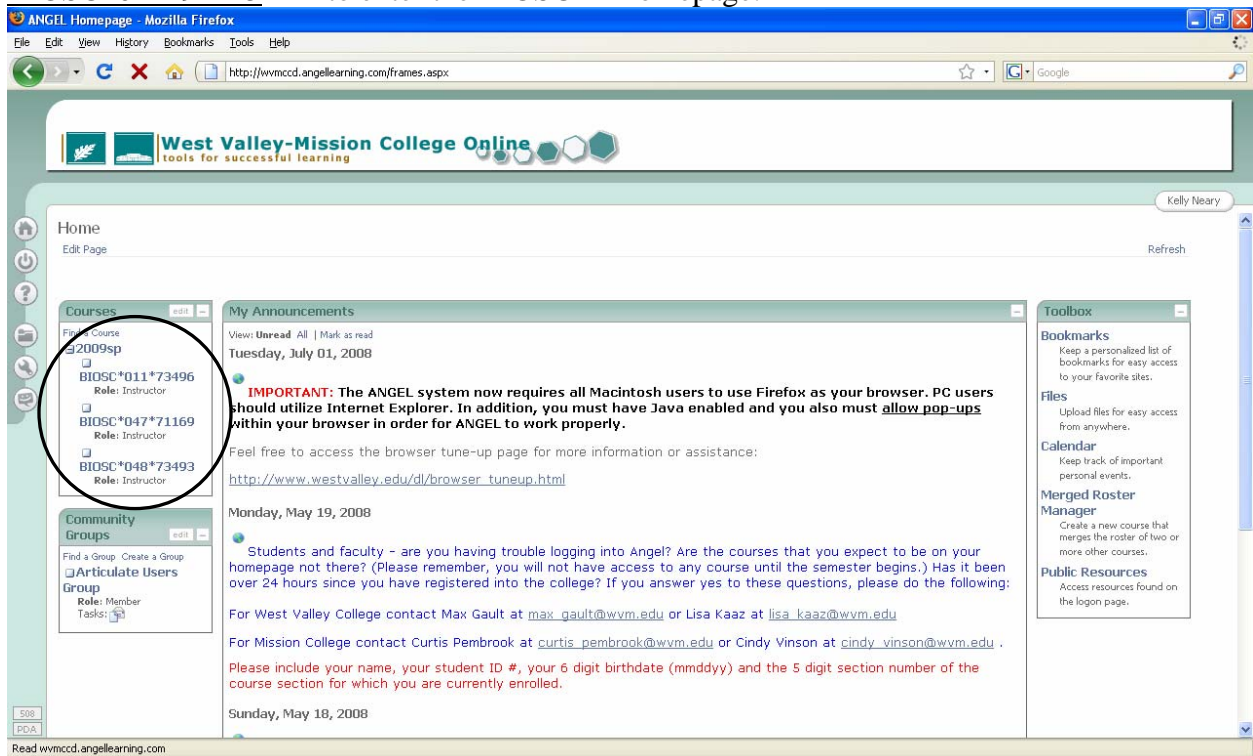 ANGEL Homepage - Mozilla Firefox
File Edit View History Bookmarks Tools Help
http://wvmccd.angellearning.com/frames.aspx
Google
West Valley-Mission College Online
tools for successful learning
Kelly Neary
Home
Edit Page
Refresh
Courses
edit
Find a Course
2009sp
BIOSC*011*73496
Role: Instructor
BIOSC*047*71169
Role: Instructor
BIOSC*048*73493
Role: Instructor
Community
Groups
edit
Find a Group Create a Group
Articulate Users
Group
Role: Member
Tasks:
My Announcements
View: Unread All | Mark as read
Tuesday, July 01, 2008
IMPORTANT: The ANGEL system now requires all Macintosh users to use Firefox as your browser. PC users
should utilize Internet Explorer. In addition, you must have Java enabled and you also must allow pop-ups
within your browser in order for ANGEL to work properly.
Feel free to access the browser tune-up page for more information or assistance:
http://www.westvalley.edu/dl/browser_tuneup.html
Monday, May 19, 2008
Students and faculty - are you having trouble logging into Angel? Are the courses that you expect to be on your
homepage not there? (Please remember, you will not have access to any course until the semester begins.) Has it been
over 24 hours since you have registered into the college? If you answer yes to these questions, please do the following:
For West Valley College contact Max Gault at max_gault@wvm.edu or Lisa Kaaz at lisa_kaaz@wvm.edu
For Mission College contact Curtis Pembrook at curtis_pembrook@wvm.edu or Cindy Vinson at cindy_vinson@wvm.edu .
Please include your name, your student ID #, your 6 digit birthdate (mmddyy) and the 5 digit section number of the
course section for which you are currently enrolled.
Sunday, May 18, 2008
Toolbox
Bookmarks
Keep a personalized list of
bookmarks for easy access
to your favorite sites.
Files
Upload files for easy access
from anywhere.
Calendar
Keep track of important
personal events.
Merged Roster
Manager
Create a new course that
merges the roster of two or
more other courses.
Public Resources
Access resources found on
the logon page.
508
PDA
Read wvmccd.angellearning.com